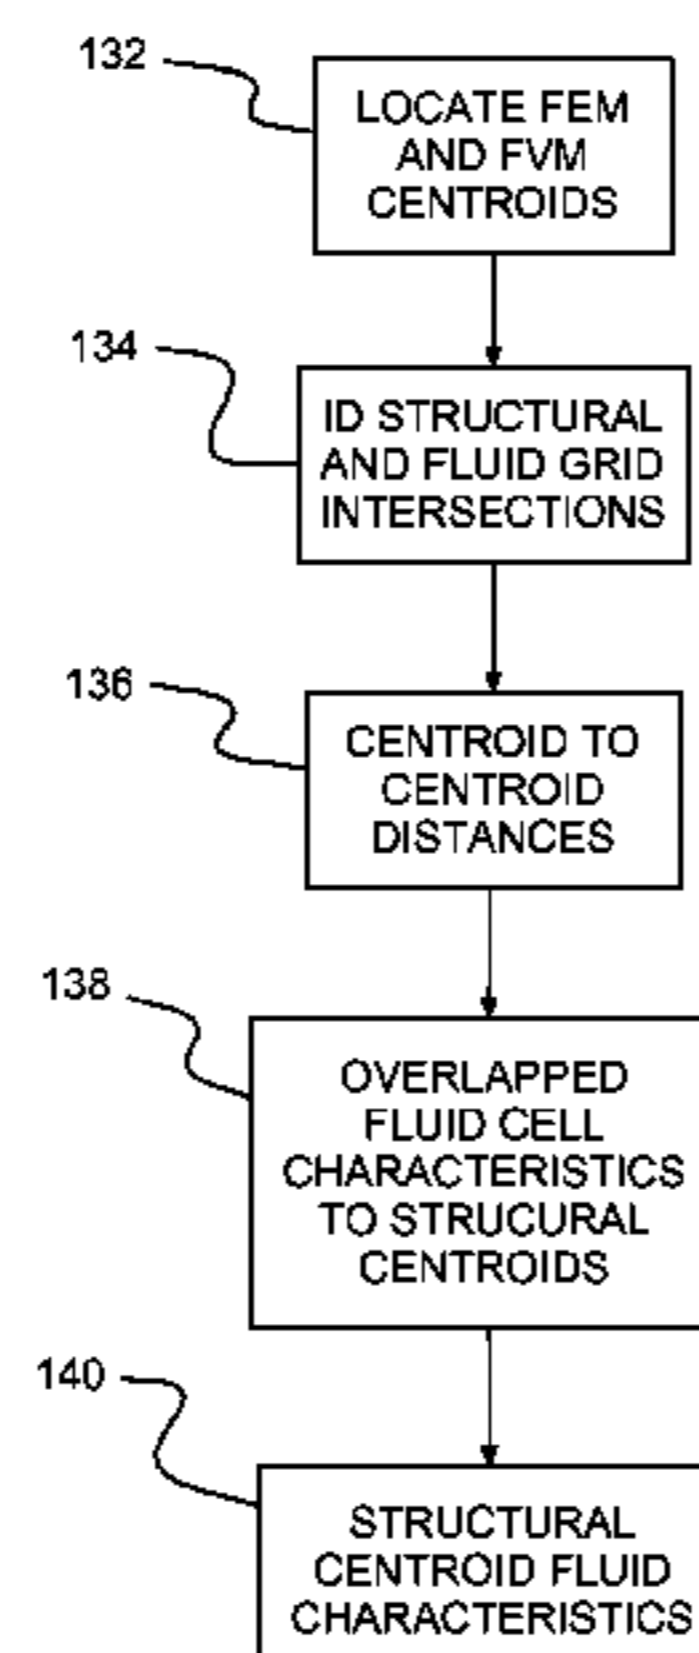 132
LOCATE FEM
AND FVM
CENTROIDS
134
ID STRUCTURAL
AND FLUID GRID
INTERSECTIONS
136
CENTROID TO
CENTROID
DISTANCES
138
OVERLAPPED
FLUID CELL
CHARACTERISTICS
TO STRUCURAL
CENTROIDS
140
STRUCTURAL
CENTROID FLUID
CHARACTERISTICS